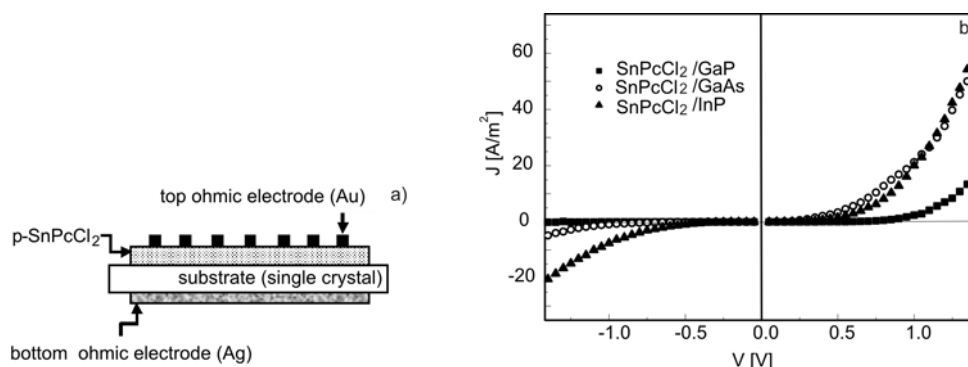 top ohmic electrode (Au)
a)
p-SnPcCl2
substrate (single crystal)
bottom ohmic electrode (Ag)
b
60
40
20
0
-20
J [A/m²]
SnPcCl2 /GaP
SnPcCl2 /GaAs
SnPcCl2 /InP
-1.0
-0.5
0.0
0.5
1.0
V [V]